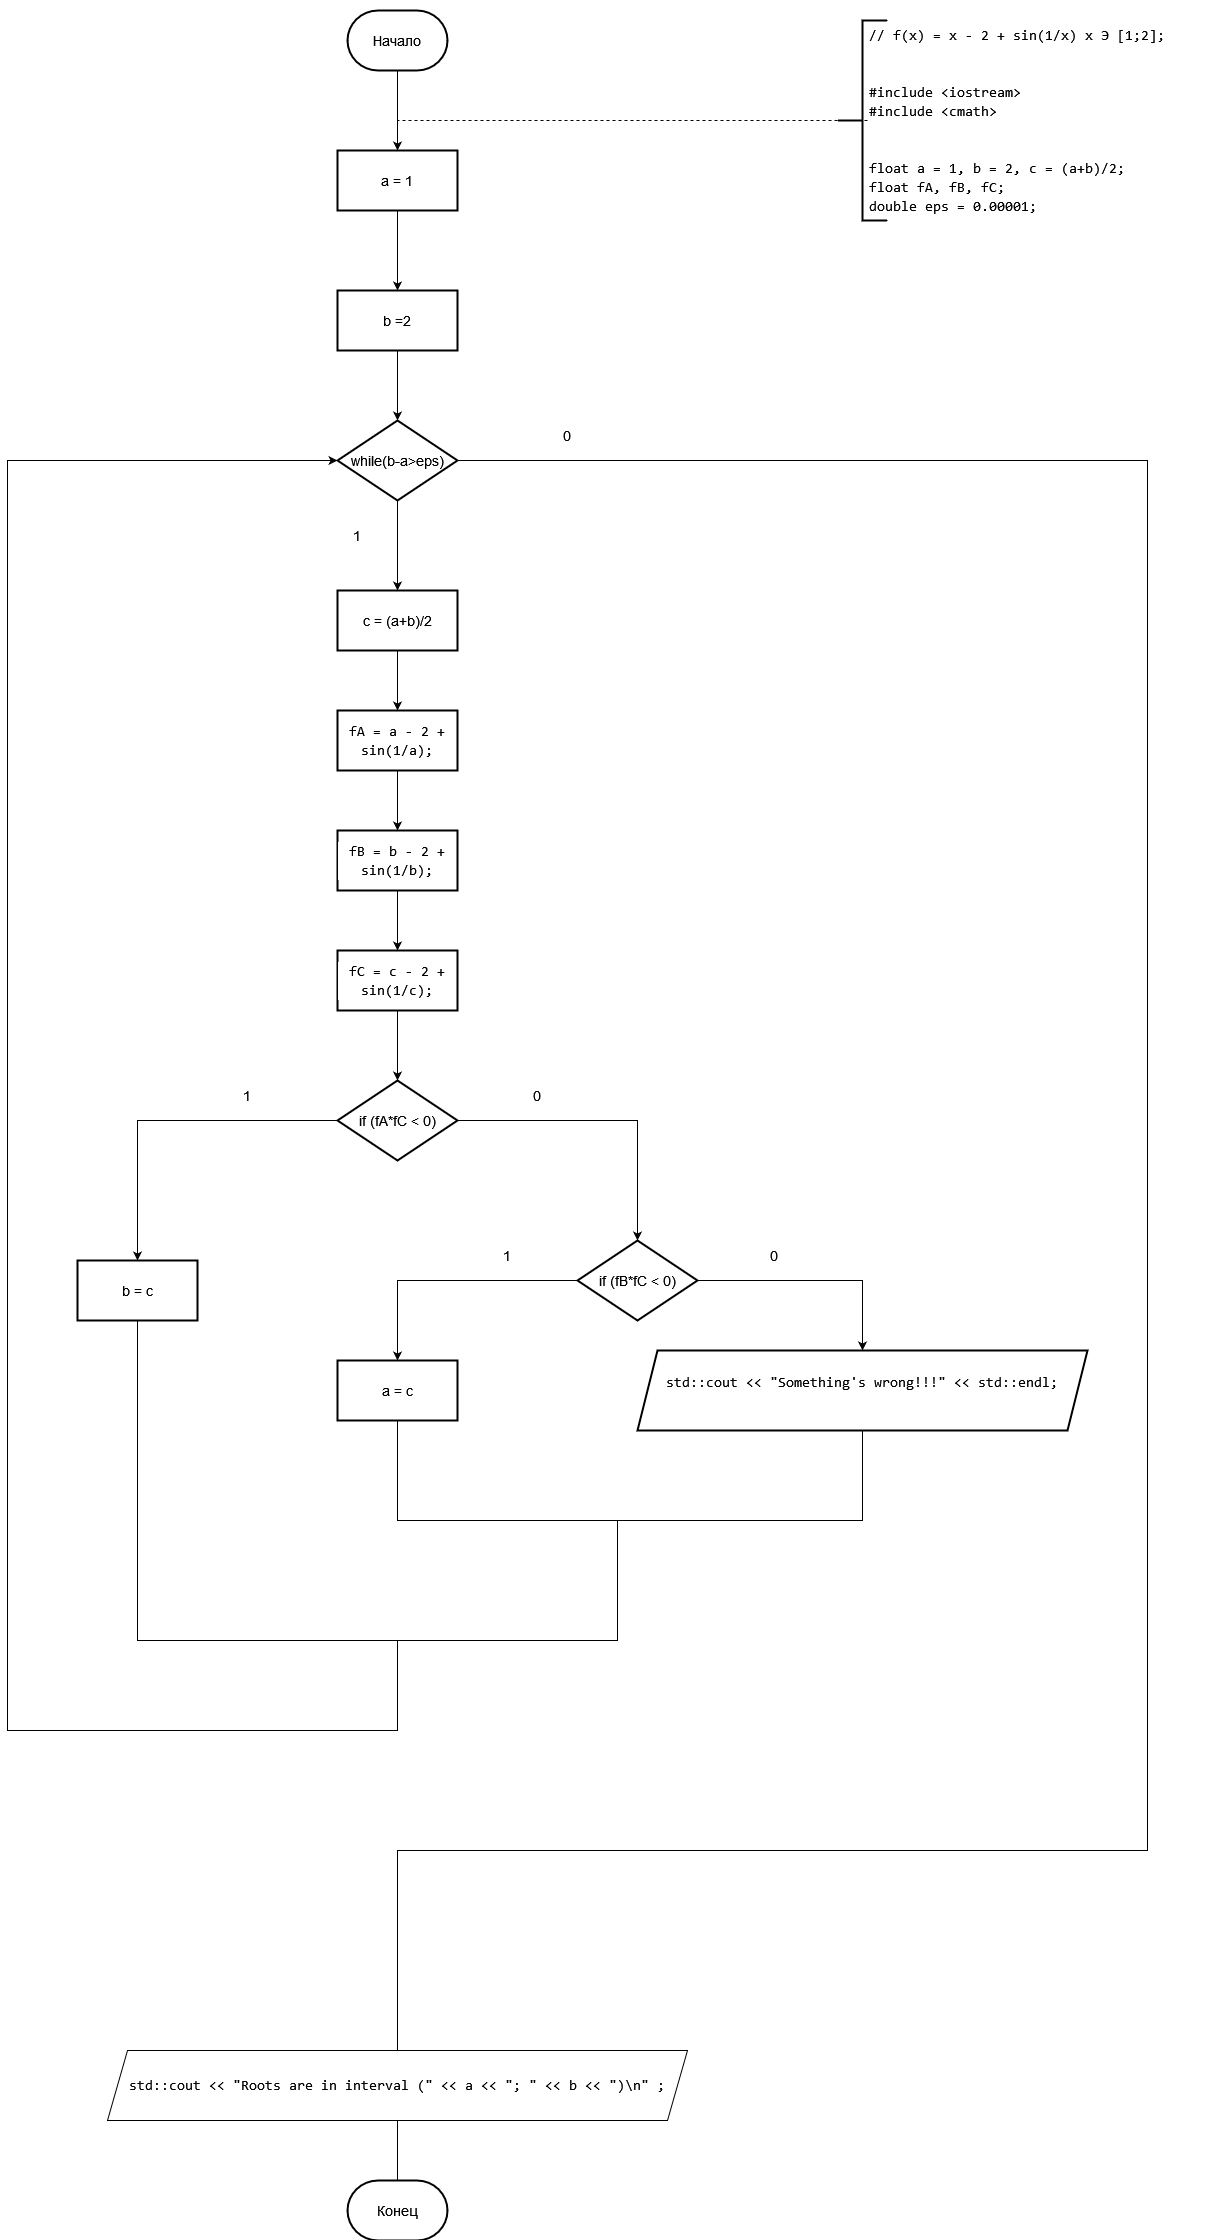 Начало
// f(x) = x - 2 + sin(1/x) x Э [1;2];
#include <iostream>
#include <cmath>
float a = 1, b = 2, c = (a+b)/2;
float fA, fB, fC;
double eps = 0.00001;
a = 1
b =2
while(b-a>eps)
0
1
c = (a+b)/2
fA = a - 2 +
sin(1/a);
fB = b - 2 +
sin(1/b);
fC = c - 2 +
sin(1/c);
if (fA*fC < 0)
1
0
b = c
if (fB*fC < 0)
1
0
a = c
std::cout << "Something's wrong!!!" << std::endl;
std::cout << "Roots are in interval (" << a << "; " << b << ")\n" ;
Конец